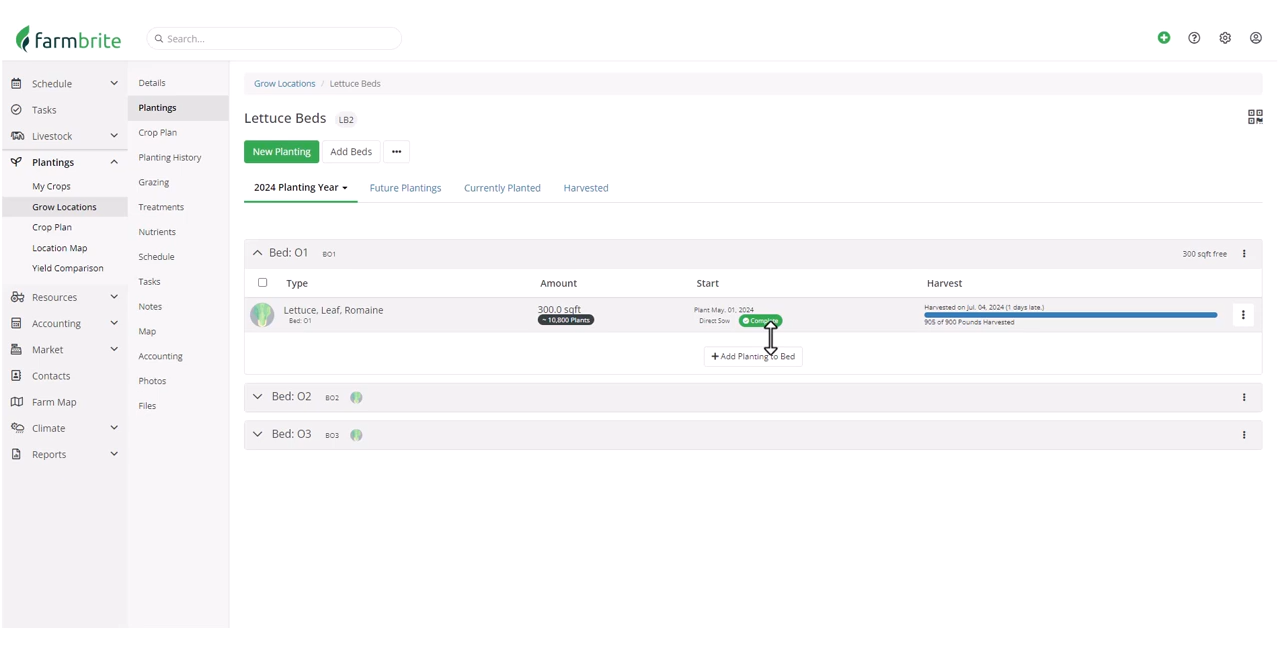 farmbrite
Search...
Schedule
Tasks
Livestock
Plantings
My Crops
Grow Locations
Crop Plan
Location Map
Yield Comparison
Resources
Accounting
Market
Contacts
Farm Map
Climate
Reports
Details
Plantings
Crop Plan
Planting History
Grazing
Treatments
Nutrients
Schedule
Tasks
Notes
Map
Accounting
Photos
Files
Grow Locations / Lettuce Beds
Lettuce Beds LB2
New Planting Add Beds •••
2024 Planting Year Future Plantings Currently Planted Harvested
Bed: O1 BO1 300 sqft free
Type Amount Start Harvest
Lettuce, Leaf, Romaine 300.0 sqft Plant May. 01, 2024 Harvested on Jul. 04, 2024 (1 days late.)
Bed: O1 ~ 10,800 Plants Direct Sow Complete 905 of 900 Pounds Harvested
+ Add Planting to Bed
Bed: O2 BO2
Bed: O3 BO3